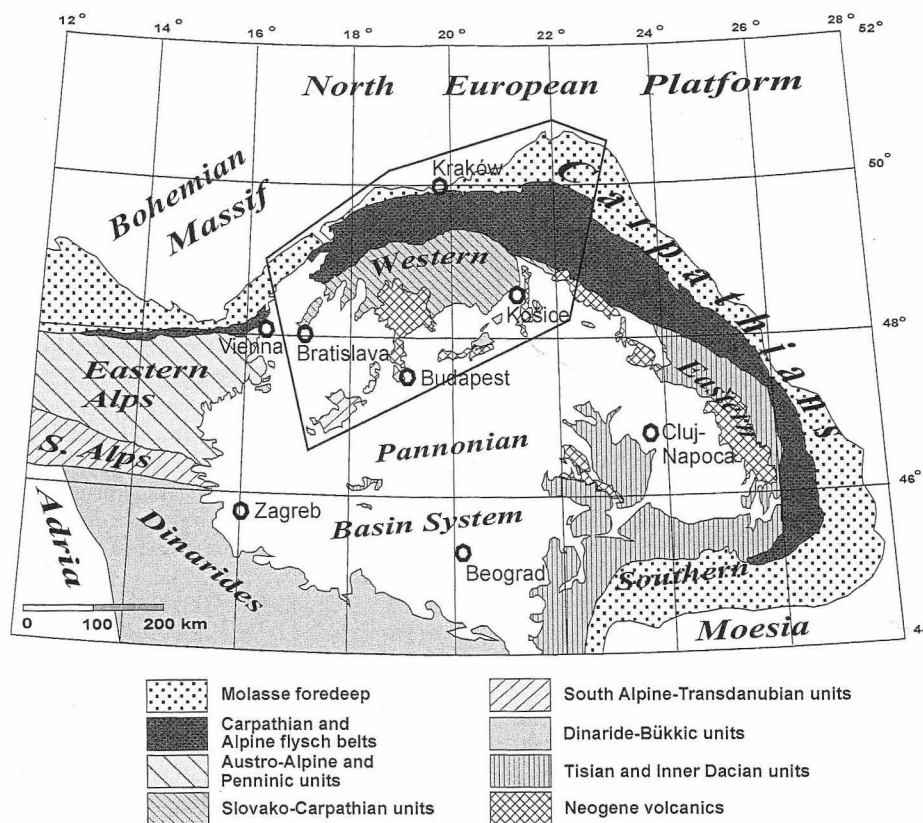 12° 14° 16° 18° 20° 22° 24° 26° 28° 52°
North European Platform
Bohemian Massif
50°
Kraków
Carpathians
Western
Košice
48°
Vienna
Bratislava
Budapest
Eastern Alps
Eastern
S. Alps
Pannonian
Cluj-
Napoca
46°
Adria
Dinarides
Zagreb
Basin System
Beograd
Southern
0 100 200 km
Moesia
44
Molasse foredeep
Carpathian and
Alpine flysch belts
Austro-Alpine and
Penninic units
Slovako-Carpathian units
South Alpine-Transdanubian units
Dinaride-Bükkic units
Tisian and Inner Dacian units
Neogene volcanics